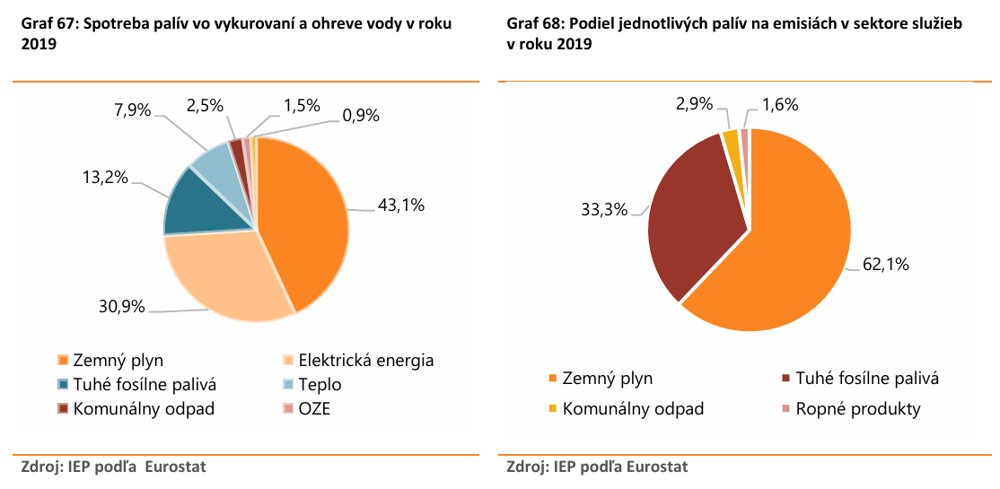 Graf 67: Spotreba palív vo vykurovaní a ohreve vody v roku
2019
7,9%
2,5%
1,5%
0,9%
13,2%
43,1%
30,9%
Zemný plyn
Elektrická energia
Tuhé fosílne palivá
Teplo
Komunálny odpad
OZE
Zdroj: IEP podľa  Eurostat
Graf 68: Podiel jednotlivých palív na emisiách v sektore služieb
v roku 2019
2,9%
1,6%
33,3%
62,1%
Zemný plyn
Tuhé fosílne palivá
Komunálny odpad
Ropné produkty
Zdroj: IEP podľa Eurostat